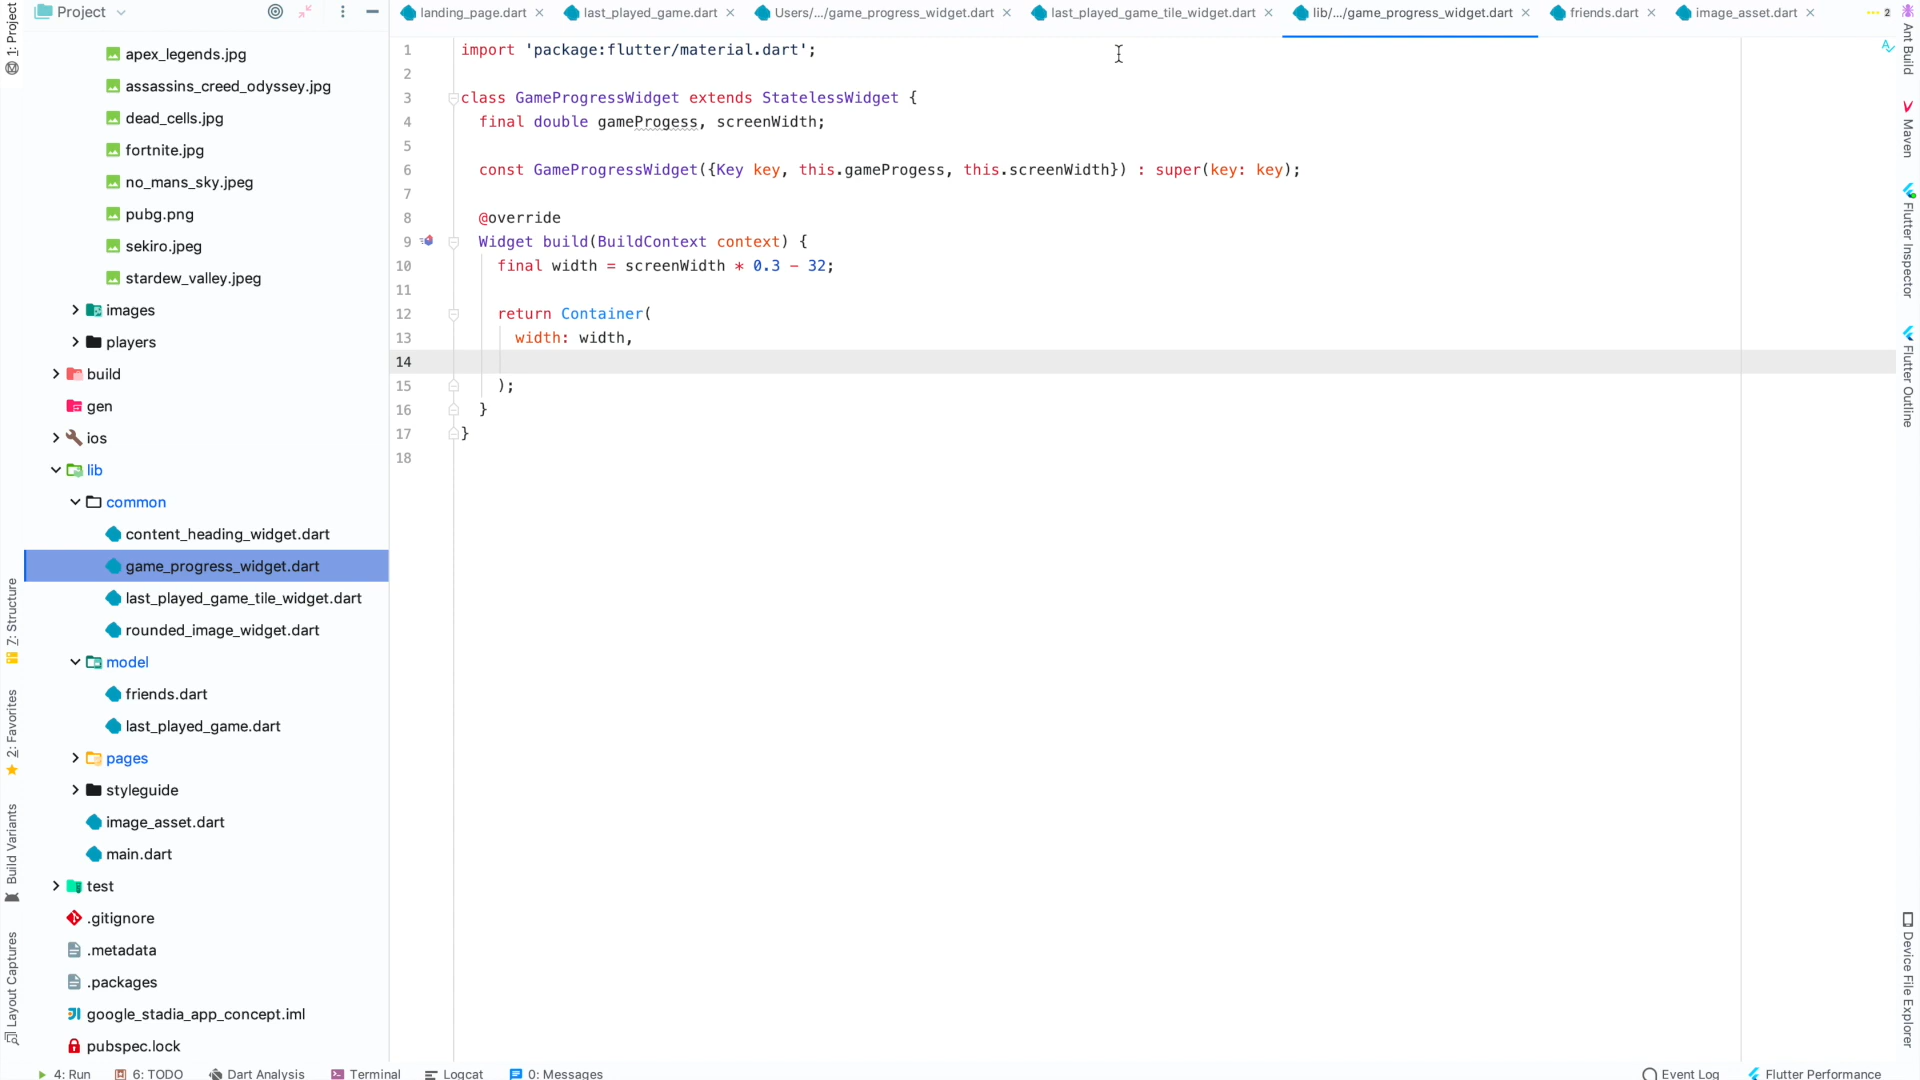 Project
landing_page.dart
last_played_game.dart
Users/.../game_progress_widget.dart
last_played_game_tile_widget.dart
lib/.../game_progress_widget.dart
friends.dart
image_asset.dart
2
1: Project
apex_legends.jpg
assassins_creed_odyssey.jpg
dead_cells.jpg
fortnite.jpg
no_mans_sky.jpeg
pubg.png
sekiro.jpeg
stardew_valley.jpeg
images
players
build
gen
ios
lib
common
content_heading_widget.dart
game_progress_widget.dart
last_played_game_tile_widget.dart
rounded_image_widget.dart
model
friends.dart
last_played_game.dart
pages
styleguide
image_asset.dart
main.dart
test
.gitignore
.metadata
.packages
google_stadia_app_concept.iml
pubspec.lock
Z: Structure
2: Favorites
Build Variants
Layout Captures
1 import 'package:flutter/material.dart';
2
3 class GameProgressWidget extends StatelessWidget {
4 final double gameProgess, screenWidth;
5
6 const GameProgressWidget({Key key, this.gameProgess, this.screenWidth}) : super(key: key);
7
8 @override
9 Widget build(BuildContext context) {
10 final width = screenWidth * 0.3 - 32;
11
12 return Container(
13 width: width,
14
15 );
16 }
17 }
18
Ant Build
Maven
Flutter Inspector
Flutter Outline
Device File Explorer
4: Run
6: TODO
Dart Analysis
Terminal
Logcat
0: Messages
Event Log
Flutter Performance